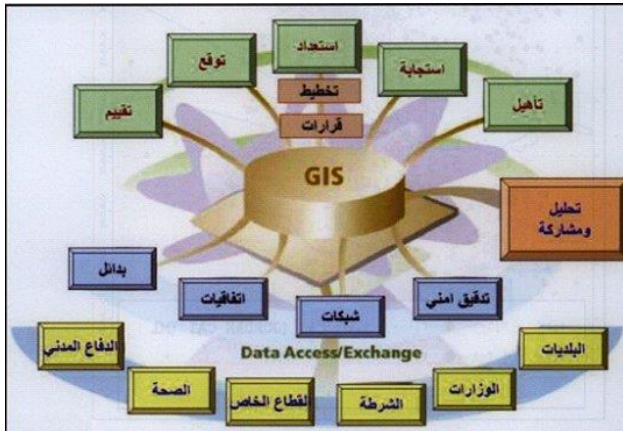 استعداد
توقع
استجابة
تقييم
تأهيل
تخطيط
قرارات
GIS
تحليل
ومشاركة
بدائل
اتفاقيات
شبكات
تدقيق امني
Data Access/Exchange
الدفاع المدني
الصحة
القطاع الخاص
الشرطة
الوزارات
البلديات